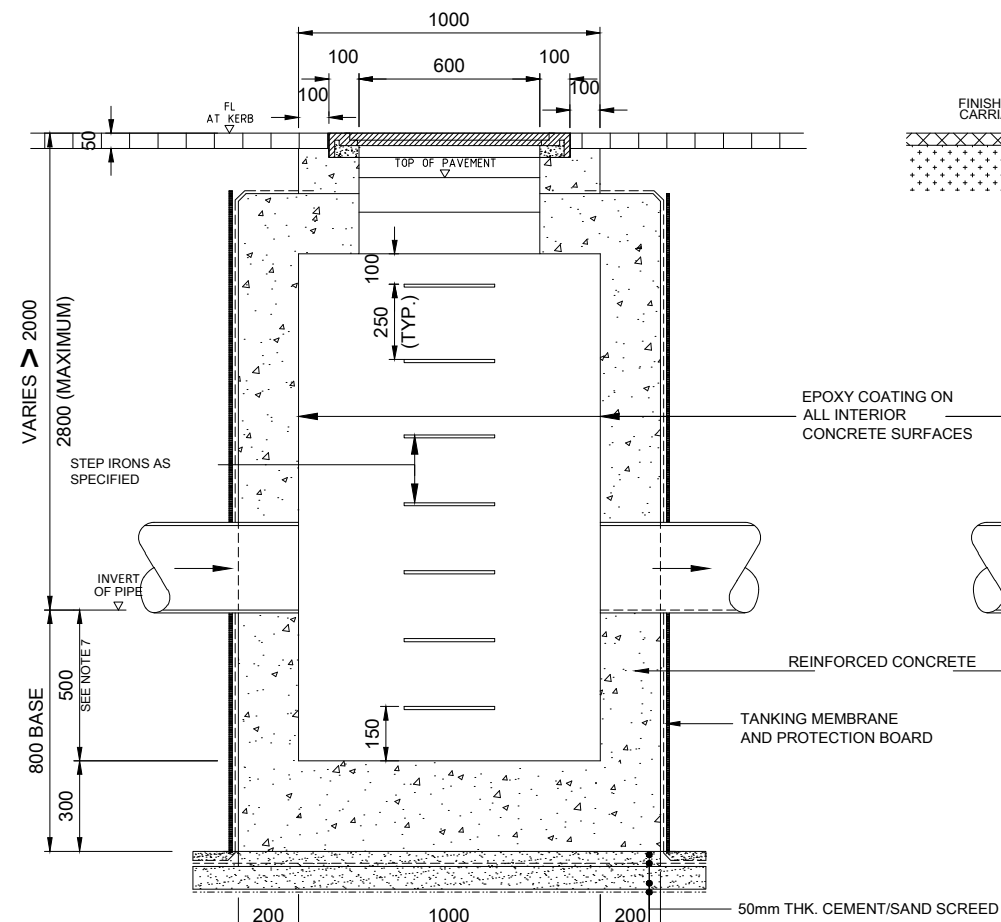 1000
100
600
100
100
100
FL
AT KERB
FINISH
CARRIA
50
TOP OF PAVEMENT
100
250
(TYP.)
VARIES > 2000
2800 (MAXIMUM)
EPOXY COATING ON
ALL INTERIOR
CONCRETE SURFACES
STEP IRONS AS
SPECIFIED
INVERT
OF PIPE
800 BASE
500
SEE NOTE 7
REINFORCED CONCRETE
150
TANKING MEMBRANE
AND PROTECTION BOARD
300
200
1000
200
50mm THK. CEMENT/SAND SCREED